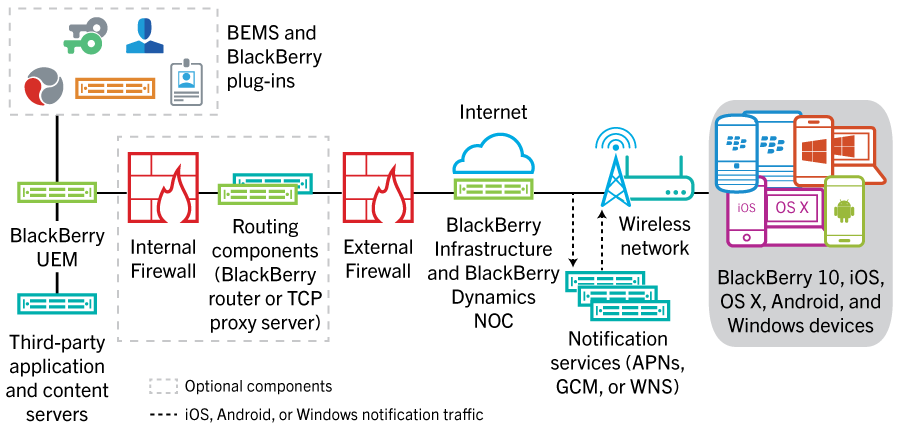 BEMS and
BlackBerry
plug-ins
Internet
BlackBerry
UEM
Internal
Firewall
Routing
components
(BlackBerry
router or TCP
proxy server)
External
Firewall
BlackBerry
Infrastructure
and BlackBerry
Dynamics
NOC
Wireless
network
iOS
OS X
BlackBerry 10, iOS,
OS X, Android, and
Windows devices
Third-party
application
and content
servers
Notification
services (APNs,
GCM, or WNS)
Optional components
iOS, Android, or Windows notification traffic